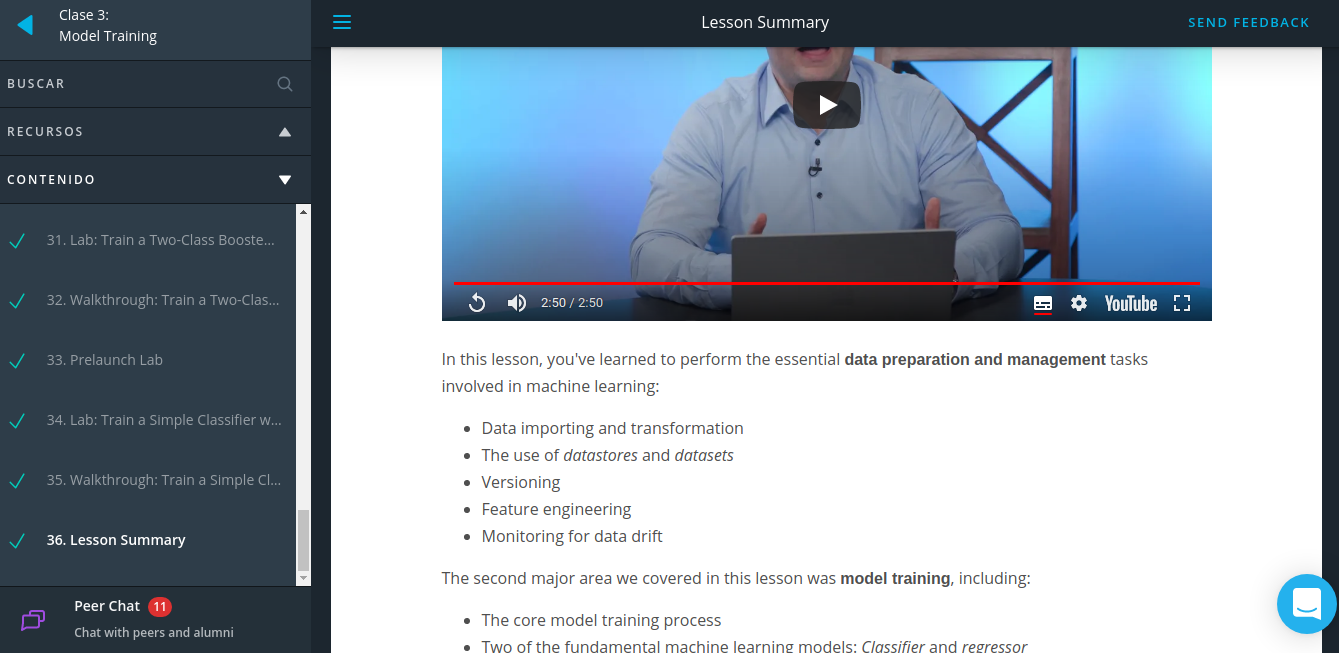 Clase 3:
Model Training
BUSCAR
RECURSOS
CONTENIDO
31. Lab: Train a Two-Class Booste...
32. Walkthrough: Train a Two-Clas...
33. Prelaunch Lab
34. Lab: Train a Simple Classifier w...
35. Walkthrough: Train a Simple Cl...
36. Lesson Summary
Peer Chat 11
Chat with peers and alumni
Lesson Summary
SEND FEEDBACK
2:50 / 2:50
YouTube
In this lesson, you've learned to perform the essential data preparation and management tasks
involved in machine learning:
Data importing and transformation
The use of datastores and datasets
Versioning
Feature engineering
Monitoring for data drift
The second major area we covered in this lesson was model training, including:
The core model training process
Two of the fundamental machine learning models: Classifier and regressor